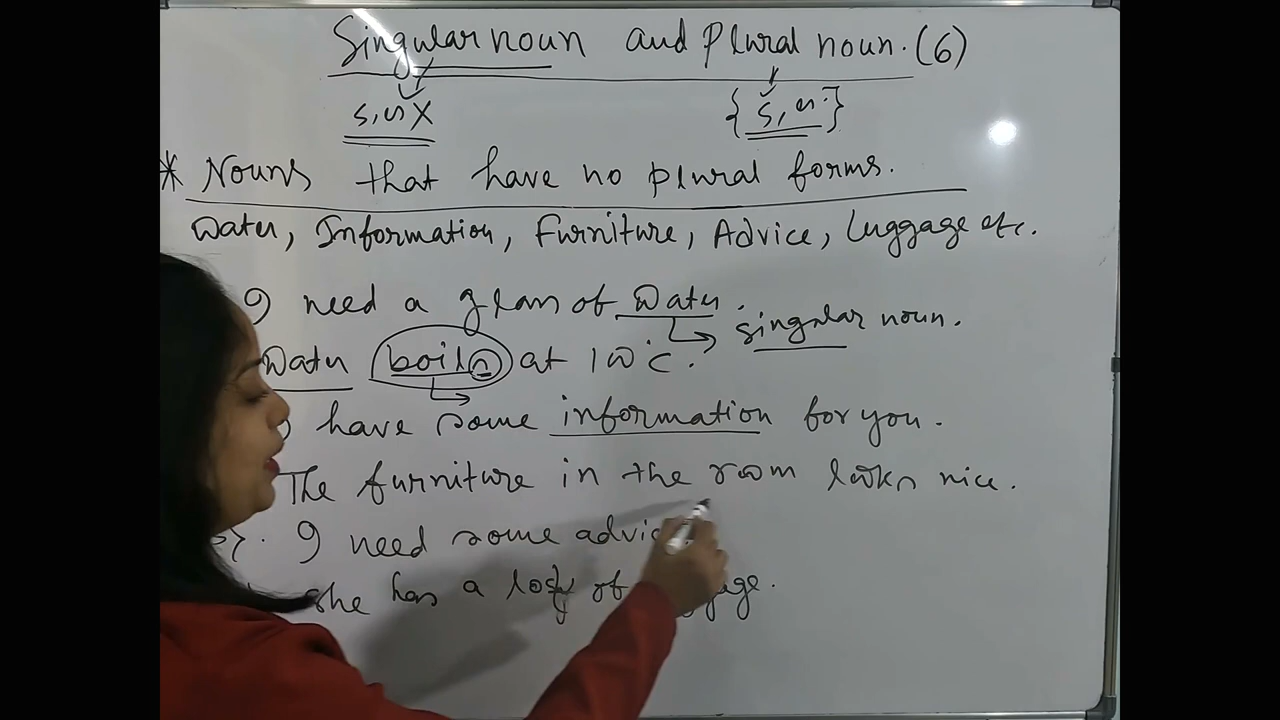 Singular noun and Plural noun. (6)
s, es X { s, es. }
* Nouns that have no plural forms.
Water, Information, Furniture, Advice, Luggage etc.
I need a glass of water. singular noun.
Water boils at 100°C.
have some information for you.
The furniture in the room looks nice.
I need some
she has a lot of